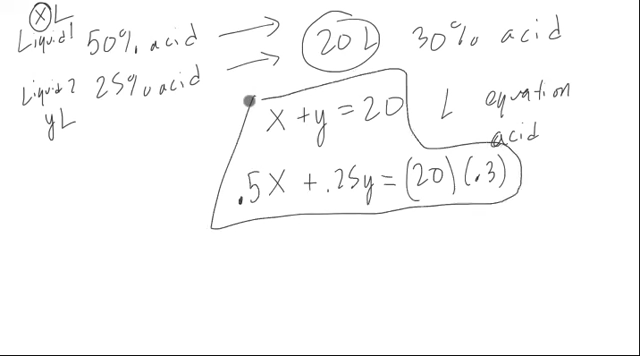 x L
Liquid 1 50% acid 20 L 30% acid
Liquid 2 25% acid
y L
x + y = 20 L equation
acid
.5x + .25y = (20)(.3)